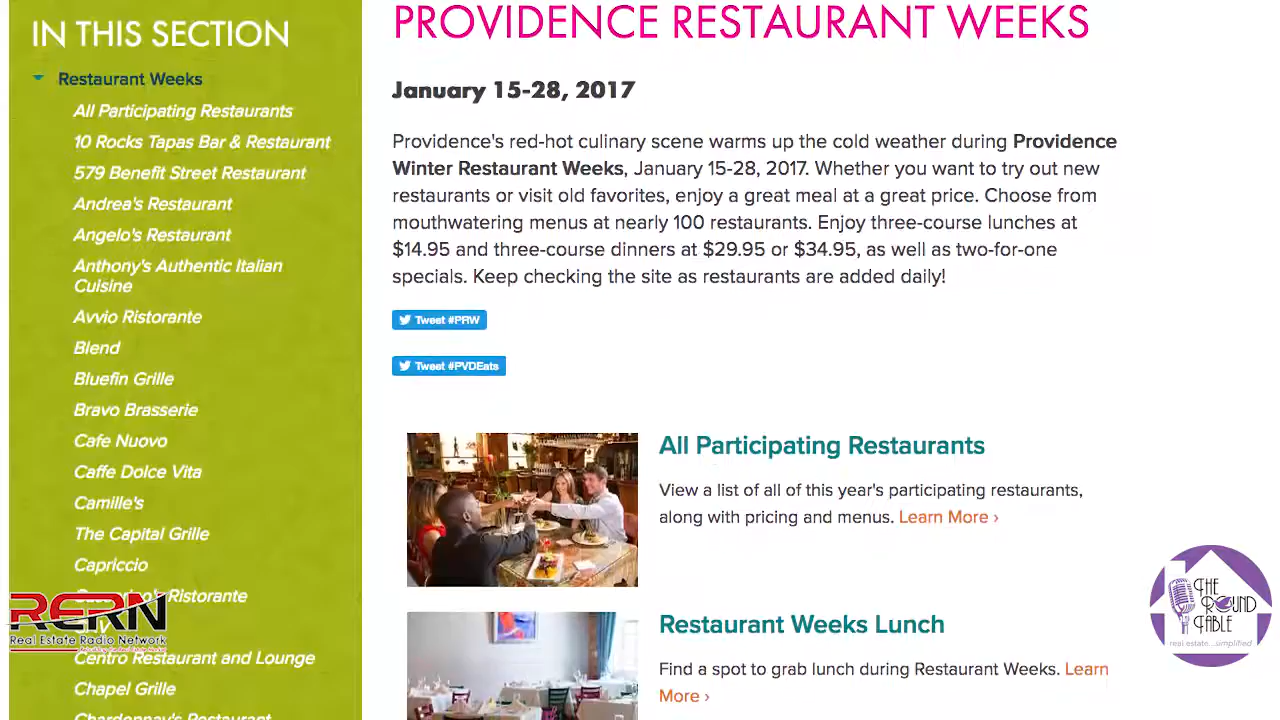 IN THIS SECTION
Restaurant Weeks
All Participating Restaurants
10 Rocks Tapas Bar & Restaurant
579 Benefit Street Restaurant
Andrea's Restaurant
Angelo's Restaurant
Anthony's Authentic Italian
Cuisine
Avvio Ristorante
Blend
Bluefin Grille
Bravo Brasserie
Cafe Nuovo
Caffe Dolce Vita
Camille's
The Capital Grille
Capriccio
Ristorante
Centro Restaurant and Lounge
Chapel Grille
Chardonnay's Restaurant
RERN
Real Estate Radio Network
PROVIDENCE RESTAURANT WEEKS
January 15-28, 2017
Providence's red-hot culinary scene warms up the cold weather during Providence
Winter Restaurant Weeks, January 15-28, 2017. Whether you want to try out new
restaurants or visit old favorites, enjoy a great meal at a great price. Choose from
mouthwatering menus at nearly 100 restaurants. Enjoy three-course lunches at
$14.95 and three-course dinners at $29.95 or $34.95, as well as two-for-one
specials. Keep checking the site as restaurants are added daily!
Tweet #PRW
Tweet #PVDEats
All Participating Restaurants
View a list of all of this year's participating restaurants,
along with pricing and menus. Learn More ›
Restaurant Weeks Lunch
Find a spot to grab lunch during Restaurant Weeks. Learn
More ›
THE
ROUND
TABLE
real estate...simplified